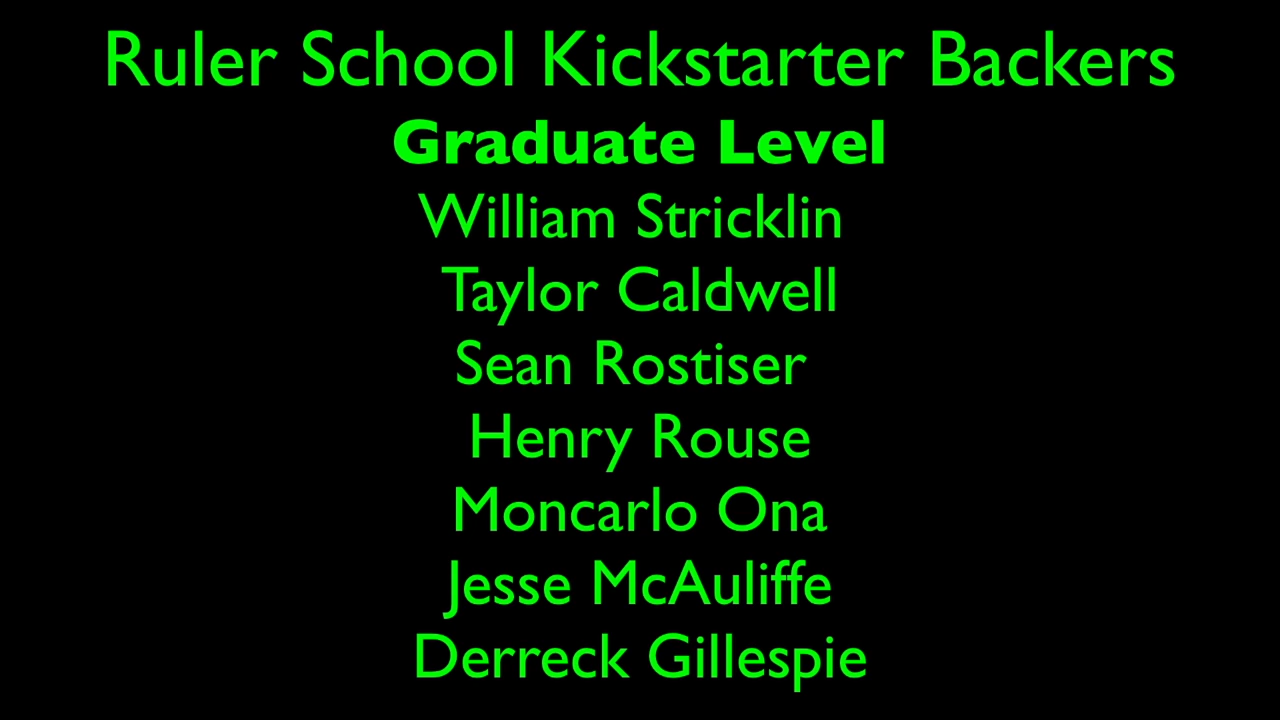 Ruler School Kickstarter Backers
Graduate Level
William Stricklin
Taylor Caldwell
Sean Rostiser
Henry Rouse
Moncarlo Ona
Jesse McAuliffe
Derreck Gillespie